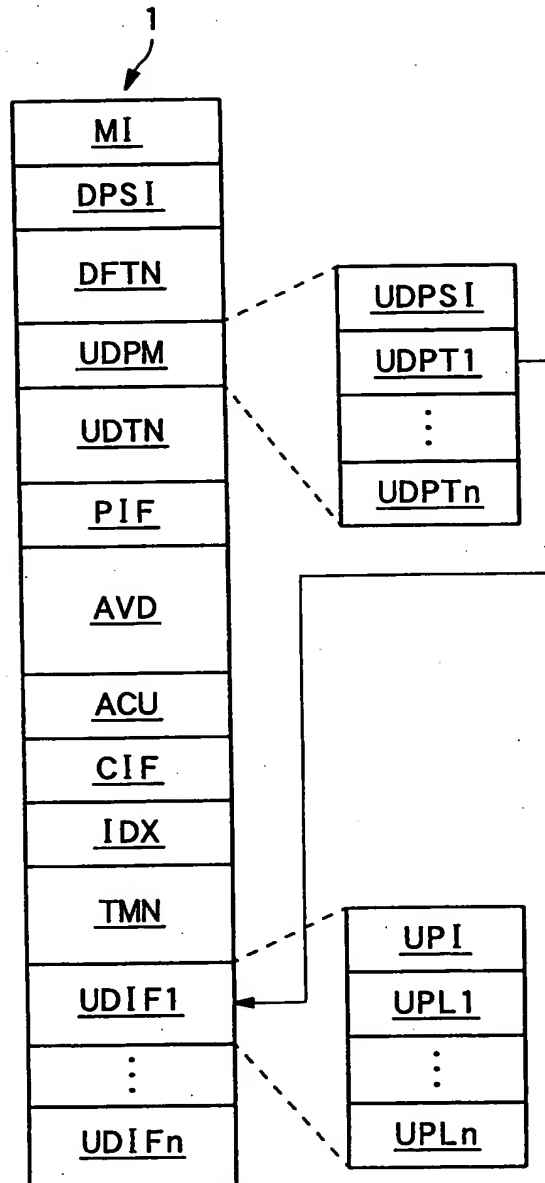 1
MI
DPSI
DFTN
UDPM
UDTN
PIF
AVD
ACU
CIF
IDX
TMN
UDIF1
⋮
UDIFn
UDPSI
UDPT1
⋮
UDPTn
UPI
UPL1
⋮
UPLn